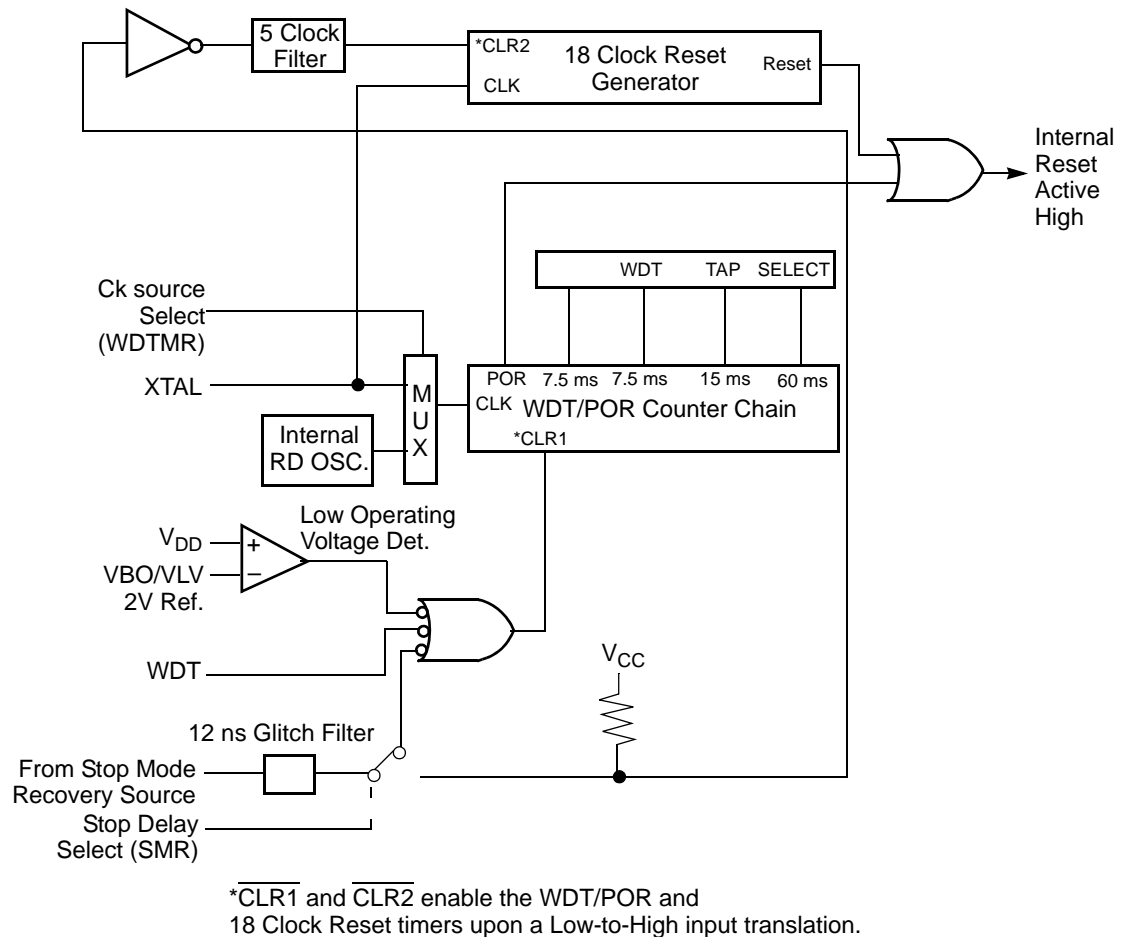 5 Clock
Filter
*CLR2
CLK
18 Clock Reset
Generator
Reset
Internal
Reset
Active
High
WDT TAP SELECT
Ck source
Select
(WDTMR)
XTAL
M
U
X
Internal
RD OSC.
POR 7.5 ms 7.5 ms 15 ms 60 ms
CLK WDT/POR Counter Chain
*CLR1
Low Operating
Voltage Det.
VDD
+
VBO/VLV
–
2V Ref.
WDT
VCC
12 ns Glitch Filter
From Stop Mode
Recovery Source
Stop Delay
Select (SMR)
*CLR1 and CLR2 enable the WDT/POR and
18 Clock Reset timers upon a Low-to-High input translation.